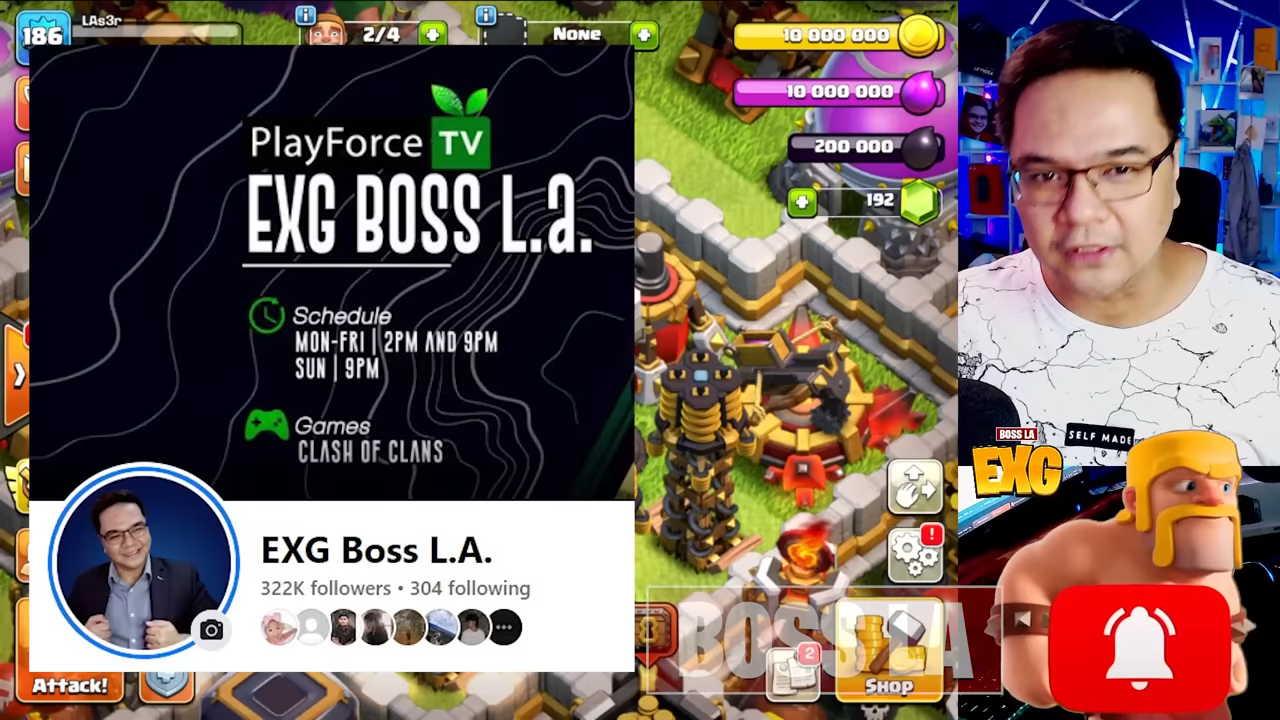 186
LAs3r
i
2/4
i
None
10 000 000
10 000 000
200 000
192
PlayForce TV
EXG BOSS L.a.
Schedule
MON-FRI | 2PM AND 9PM
SUN | 9PM
Games
CLASH OF CLANS
EXG Boss L.A.
322K followers • 304 following
Attack!
!
2
Shop
BOSS LA
SELF MADE
BOSS LA
EXG